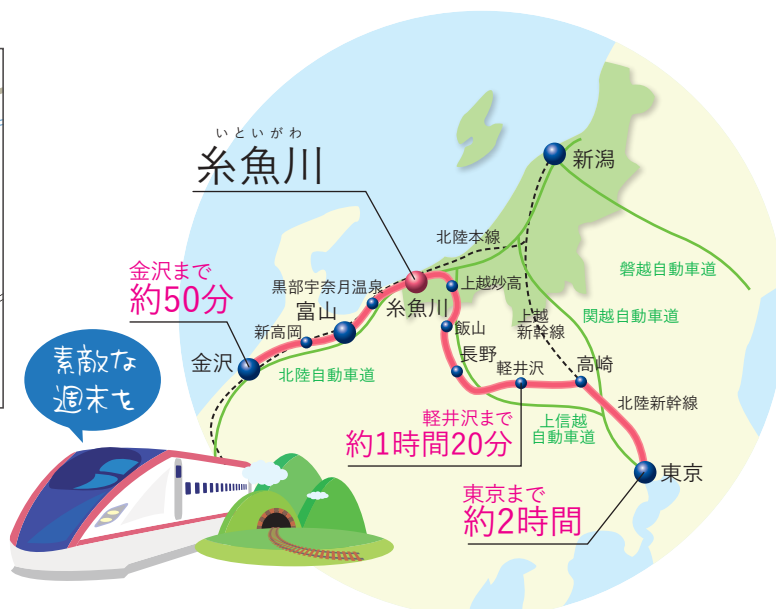 いといがわ
糸魚川
新潟
北陸本線
磐越自動車道
金沢まで
約50分
黒部宇奈月温泉
上越妙高
富山
糸魚川
上越
新幹線
関越自動車道
新高岡
飯山
金沢
北陸自動車道
長野
軽井沢
高崎
素敵な
週末を
北陸新幹線
軽井沢まで
約1時間20分
上信越
自動車道
東京
東京まで
約2時間